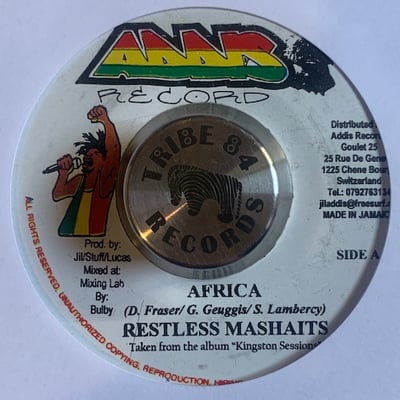 ADDIS
RECORD
TRIBE 84
RECORDS
Distributed
Addis Record
Goulet 25
25 Rue De Gene
1225 Chene Bour
Switzerland
Tel: 0792763134
jiladdis@freesurf.
MADE IN JAMAIC
SIDE A
Prod. by:
Jil/Stuff/Lucas
Mixed at:
Mixing Lab
By:
Bulby
AFRICA
(D. Fraser/ G. Geuggis/ S. Lambercy)
RESTLESS MASHAITS
Taken from the album "Kingston Sessions"
ALL RIGHTS RESERVED, UNAUTHORIZED COPYING, REPRODUCTION,